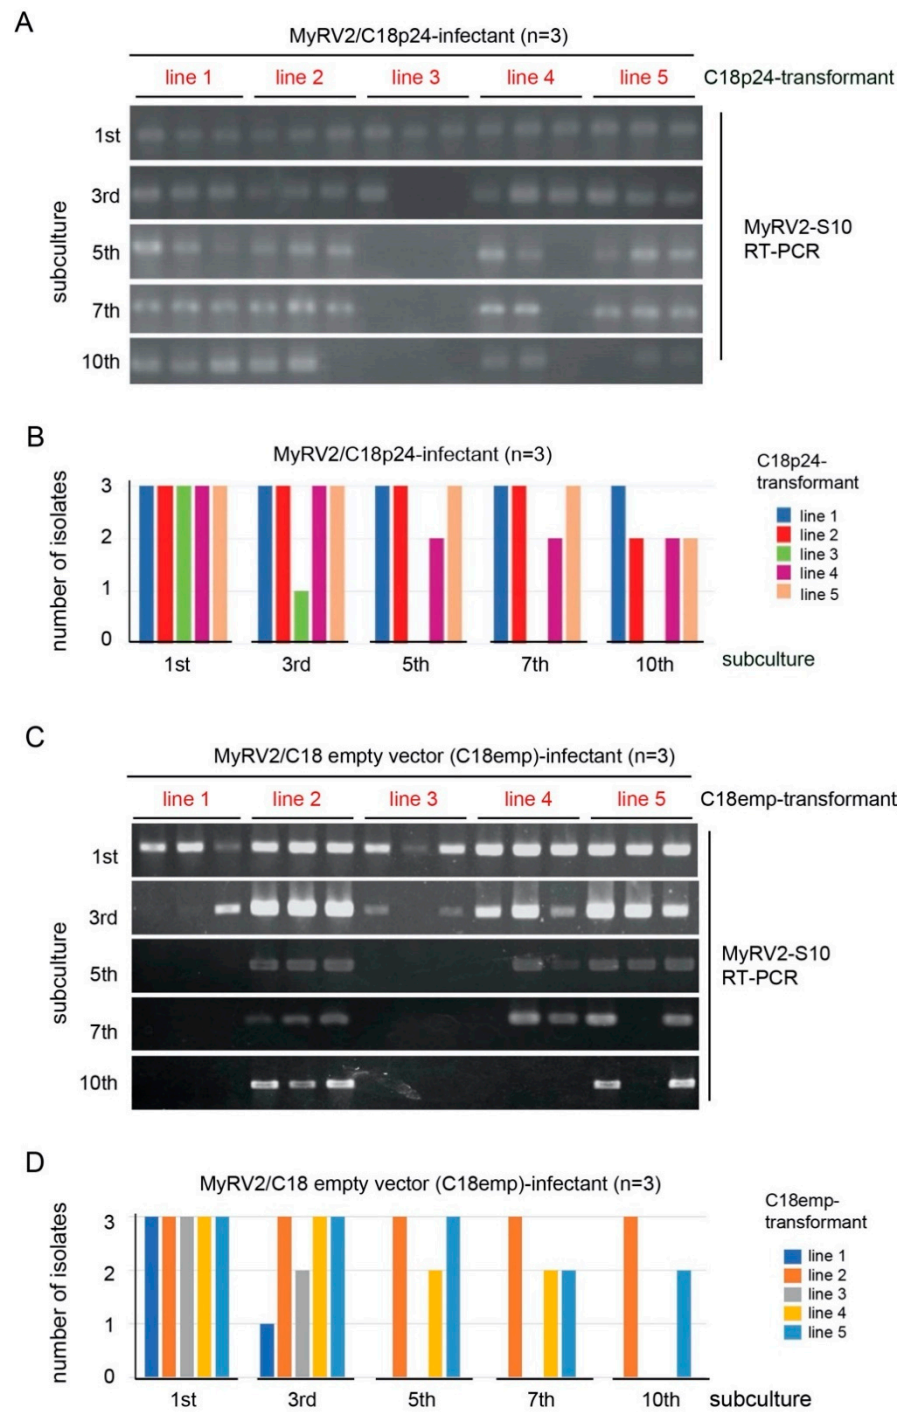 A
MyRV2/C18p24-infectant (n=3)
line 1 line 2 line 3 line 4 line 5 C18p24-transformant
1st
3rd
5th
7th
10th
subculture
MyRV2-S10
RT-PCR
B
MyRV2/C18p24-infectant (n=3)
number of isolates
3
2
1
0
1st 3rd 5th 7th 10th subculture
C18p24-
transformant
line 1
line 2
line 3
line 4
line 5
C
MyRV2/C18 empty vector (C18emp)-infectant (n=3)
line 1 line 2 line 3 line 4 line 5 C18emp-transformant
1st
3rd
5th
7th
10th
subculture
MyRV2-S10
RT-PCR
D
MyRV2/C18 empty vector (C18emp)-infectant (n=3)
number of isolates
3
2
1
0
1st 3rd 5th 7th 10th subculture
C18emp-
transformant
line 1
line 2
line 3
line 4
line 5